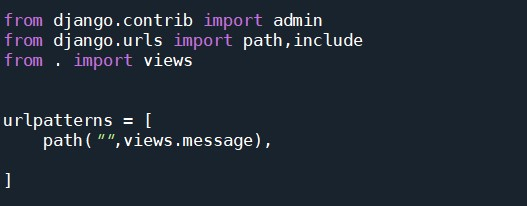 from django.contrib import admin
from django.urls import path,include
from . import views
urlpatterns = [
    path("",views.message),
]